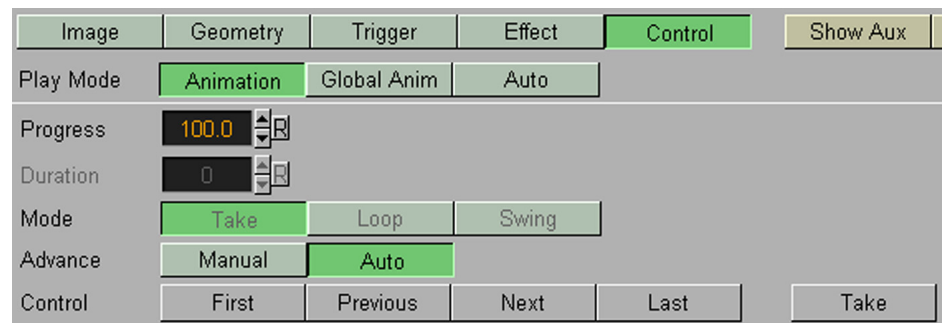 Image Geometry Trigger Effect Control Show Aux
Play Mode Animation Global Anim Auto
Progress 100.0 R
Duration 0 R
Mode Take Loop Swing
Advance Manual Auto
Control First Previous Next Last Take